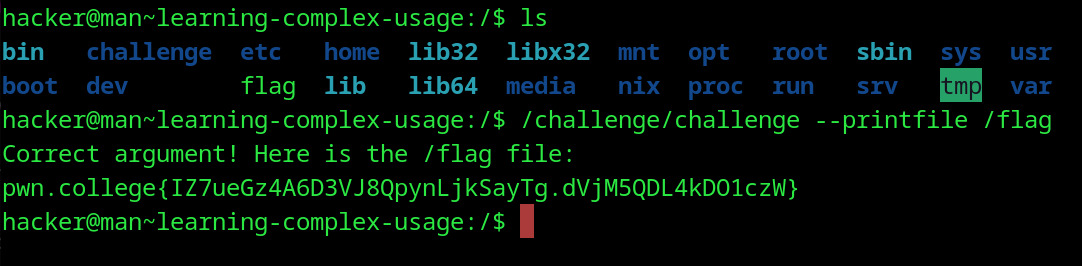 hacker@man~learning-complex-usage:/$ ls
bin challenge etc home lib32 libx32 mnt opt root sbin sys usr
boot dev flag lib lib64 media nix proc run srv tmp var
hacker@man~learning-complex-usage:/$ /challenge/challenge --printfile /flag
Correct argument! Here is the /flag file:
pwn.college{IZ7ueGz4A6D3VJ8QpynLjkSayTg.dVjM5QDL4kDO1czW}
hacker@man~learning-complex-usage:/$